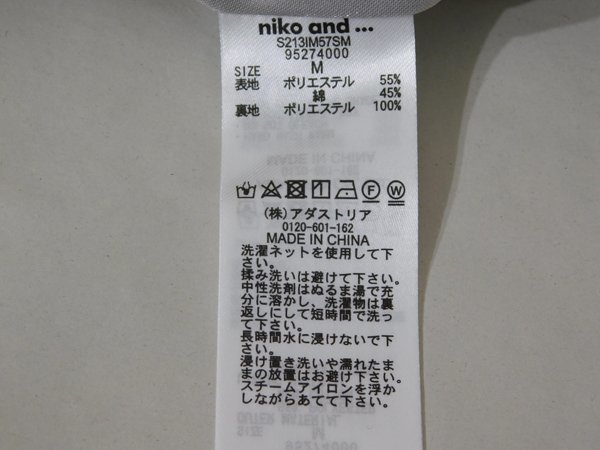 niko and ...
S213IM57SM
95274000
SIZE M
表地 ポリエステル 55%
綿 45%
裏地 ポリエステル 100%
(株)アダストリア
0120-601-162
MADE IN CHINA
洗濯ネットを使用して下
さい。
揉み洗いは避けて下さい。
中性洗剤はぬるま湯で充
分に溶かし、洗濯物は裏
返しにして短時間で洗っ
て下さい。
長時間水に浸けないで下
さい。
浸け置き洗いや濡れたま
まの放置はお避け下さい。
スチームアイロンを浮か
しながらあてて下さい。